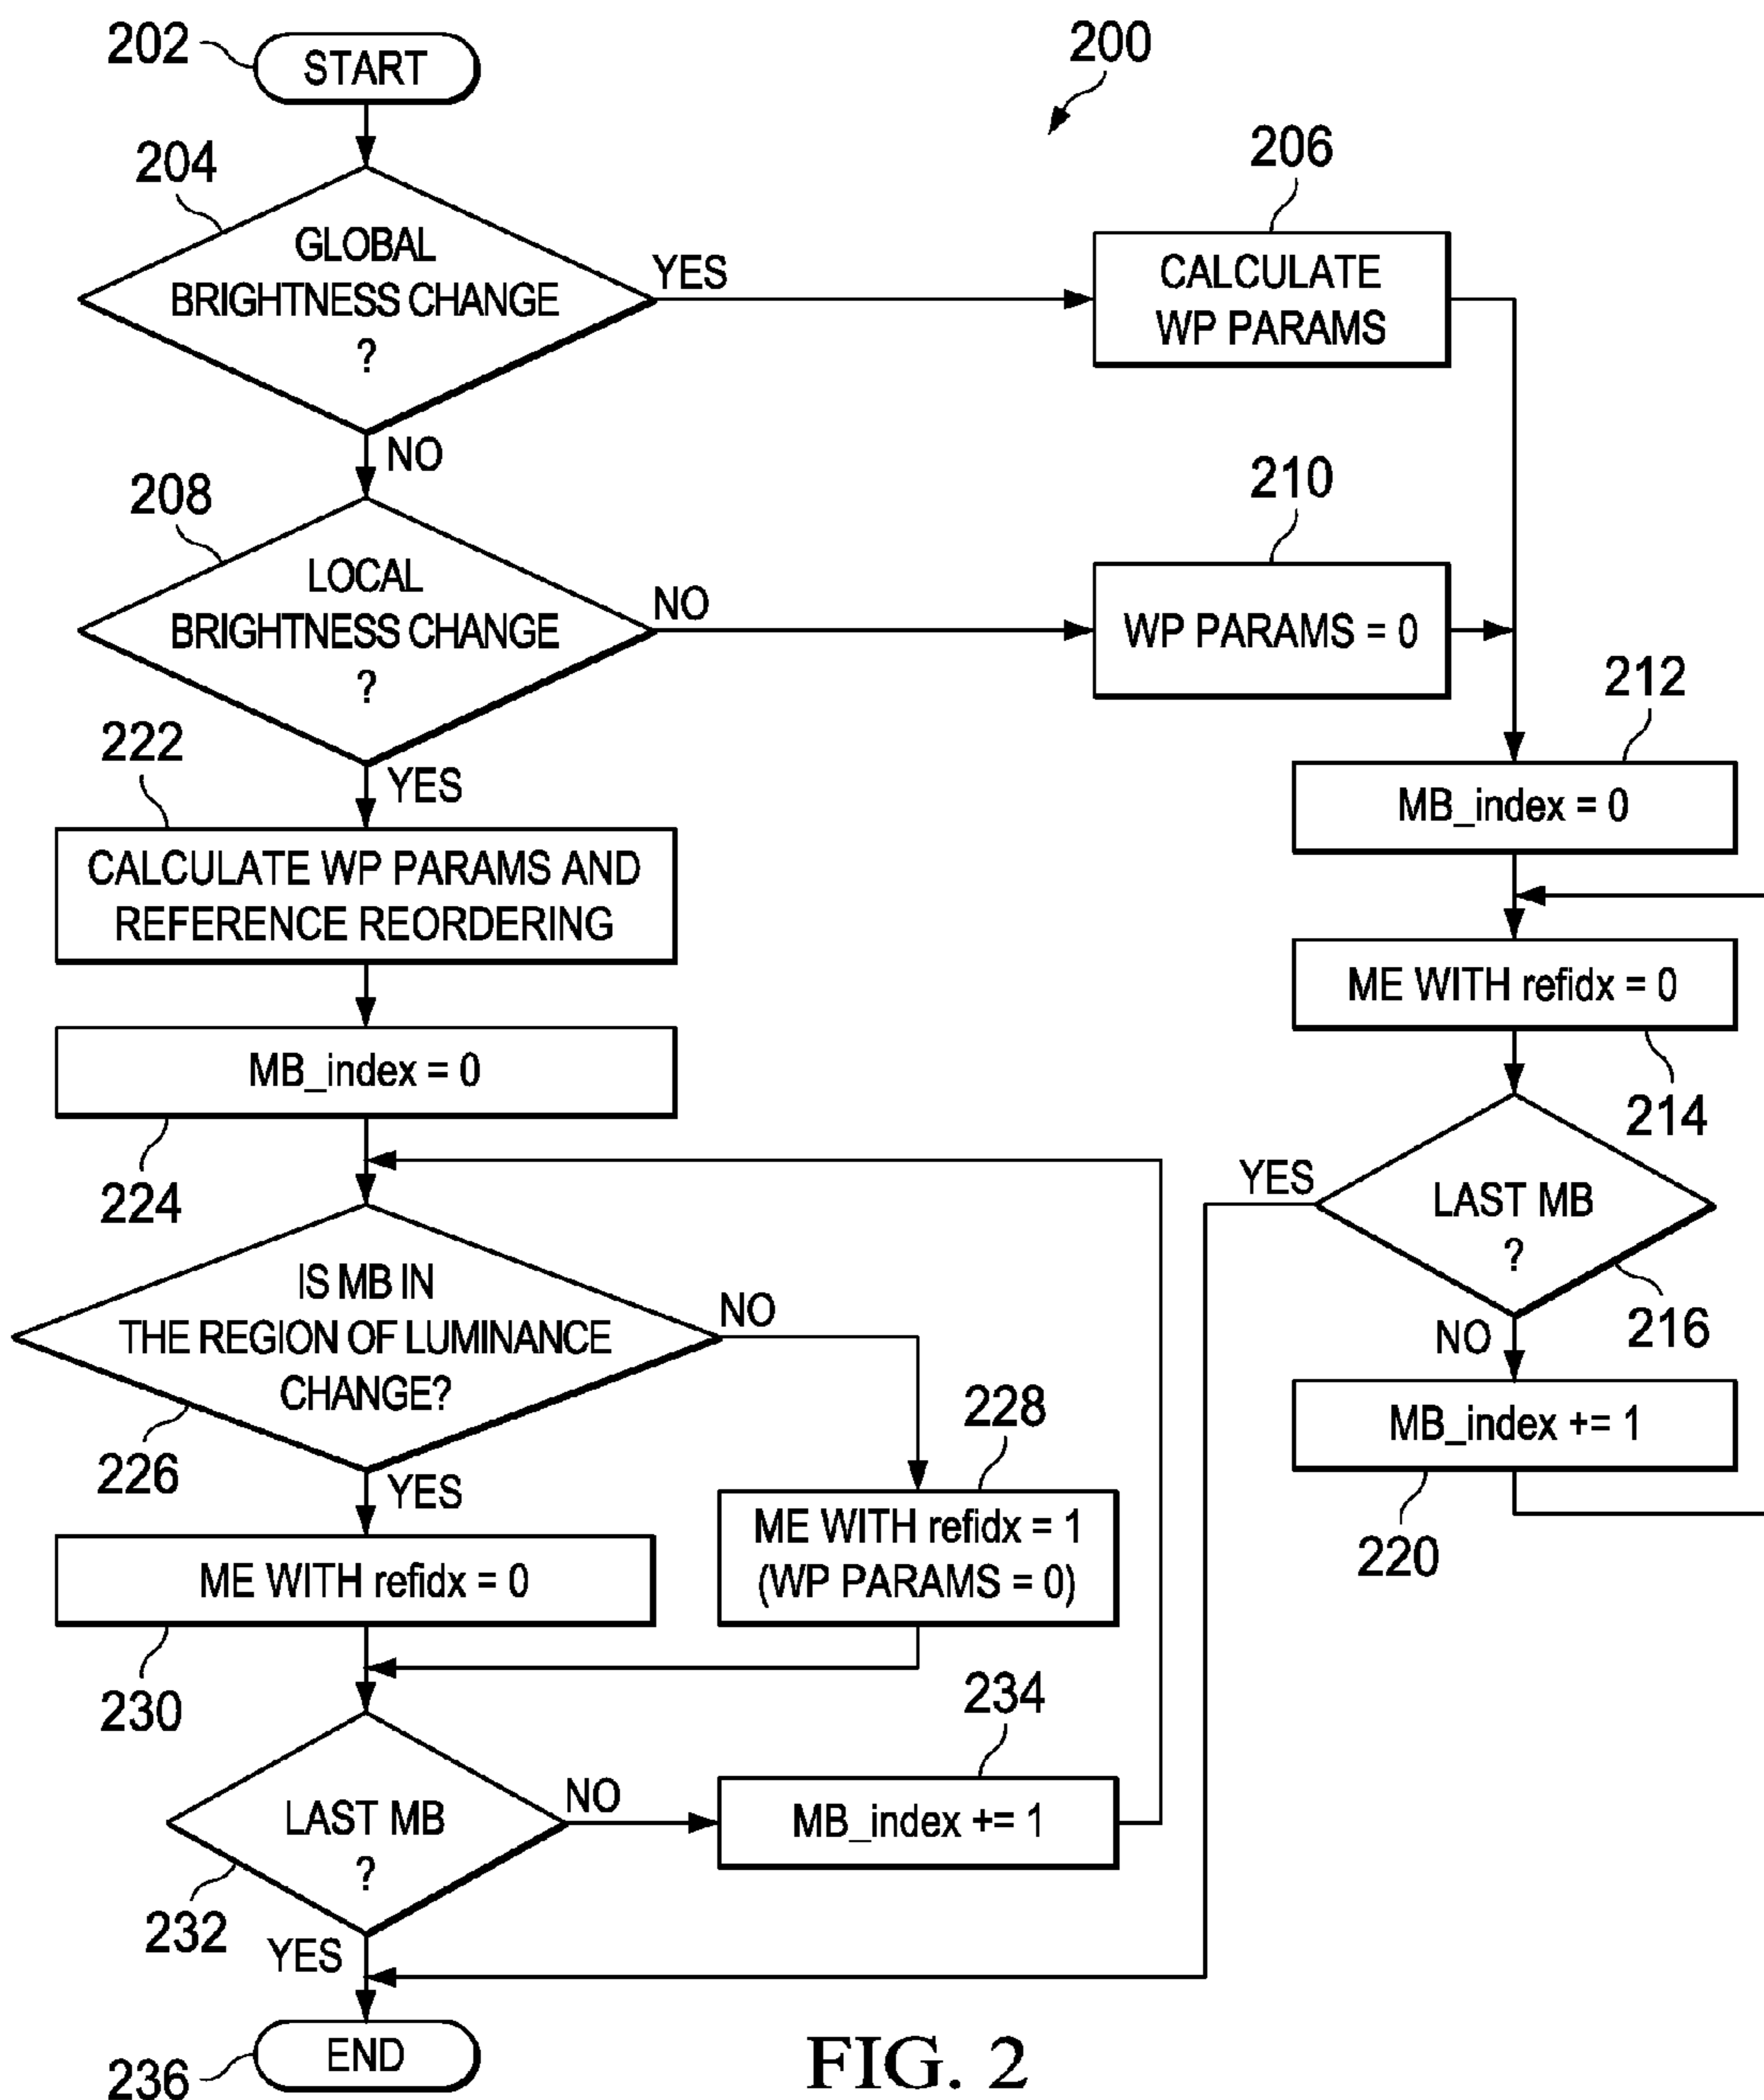 200
202
START
204
GLOBAL
BRIGHTNESS CHANGE
?
YES
NO
206
CALCULATE
WP PARAMS
208
LOCAL
BRIGHTNESS CHANGE
?
NO
YES
210
WP PARAMS = 0
212
MB_index = 0
ME WITH refidx = 0
214
LAST MB
?
216
YES
NO
MB_index += 1
220
222
CALCULATE WP PARAMS AND
REFERENCE REORDERING
MB_index = 0
224
IS MB IN
THE REGION OF LUMINANCE
CHANGE?
226
NO
YES
228
ME WITH refidx = 1
(WP PARAMS = 0)
ME WITH refidx = 0
230
LAST MB
?
232
NO
YES
234
MB_index += 1
END
236
FIG. 2